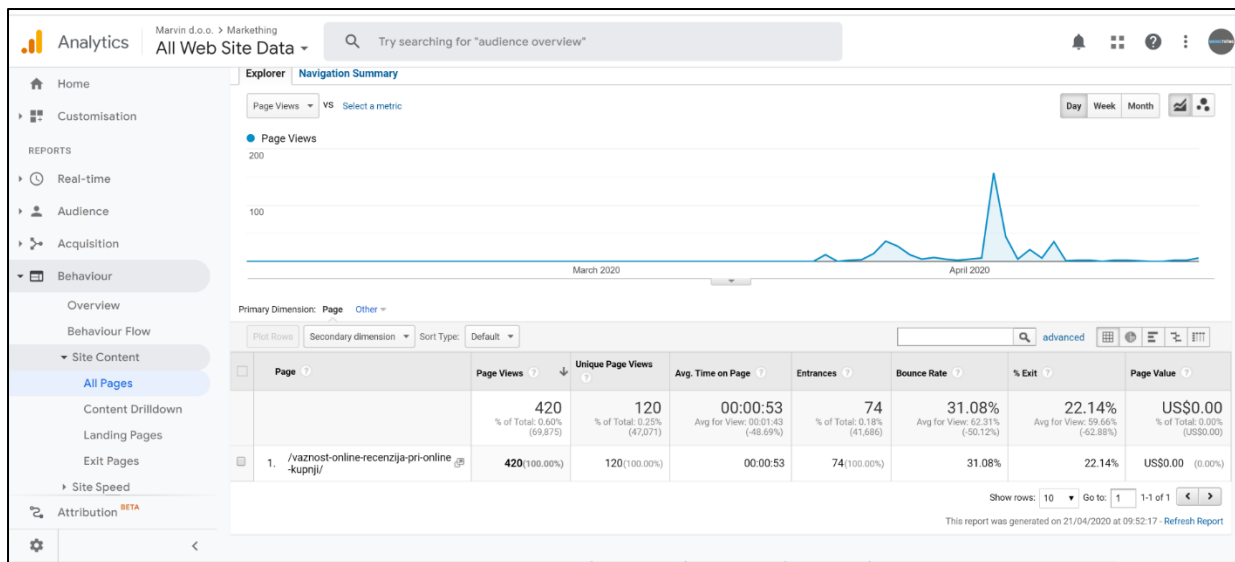 Analytics
Marvin d.o.o. > Markething
All Web Site Data
Try searching for "audience overview"
Home
Customisation
REPORTS
Real-time
Audience
Acquisition
Behaviour
Overview
Behaviour Flow
Site Content
All Pages
Content Drilldown
Landing Pages
Exit Pages
Site Speed
Attribution BETA
Explorer Navigation Summary
Page Views VS Select a metric
Day Week Month
Page Views
200
100
March 2020 April 2020
Primary Dimension: Page Other
Plot Rows Secondary dimension Sort Type: Default advanced
Page Page Views Unique Page Views Avg. Time on Page Entrances Bounce Rate % Exit Page Value
420 120 00:00:53 74 31.08% 22.14% US$0.00
% of Total: 0.60% % of Total: 0.25% Avg for View: 00:01:43 % of Total: 0.18% Avg for View: 62.31% Avg for View: 59.66% % of Total: 0.00%
(69,875) (47,071) (-48.69%) (41,686) (-50.12%) (-62.88%) (US$0.00)
1. /vaznost-online-recenzija-pri-online
-kupnji/ 420(100.00%) 120(100.00%) 00:00:53 74(100.00%) 31.08% 22.14% US$0.00 (0.00%)
Show rows: 10 Go to: 1 1-1 of 1
This report was generated on 21/04/2020 at 09:52:17 - Refresh Report